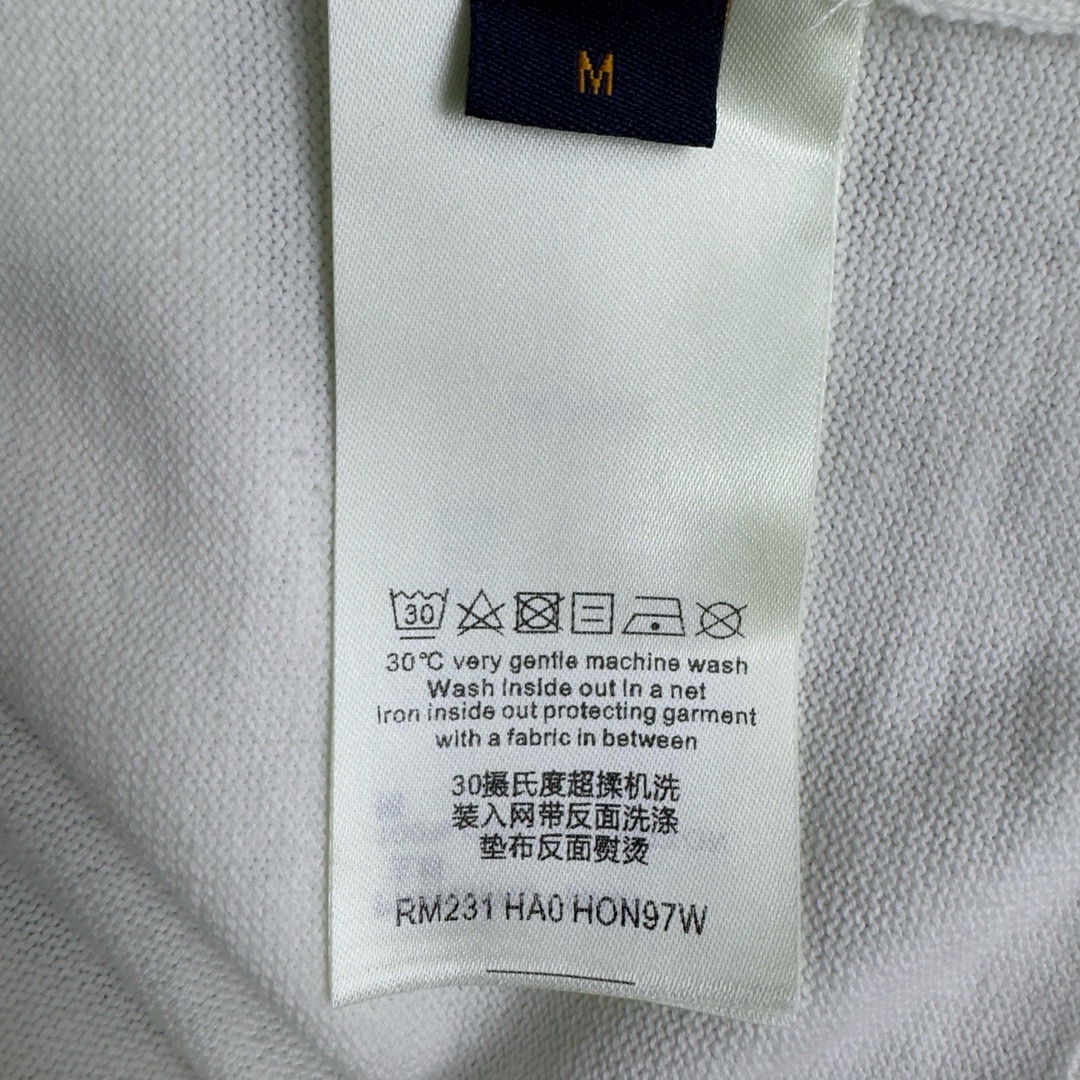 M
30
30°C very gentle machine wash
Wash inside out in a net
Iron inside out protecting garment
with a fabric in between
30摄氏度超揉机洗
装入网带反面洗涤
垫布反面熨烫
RM231 HA0 HON97W